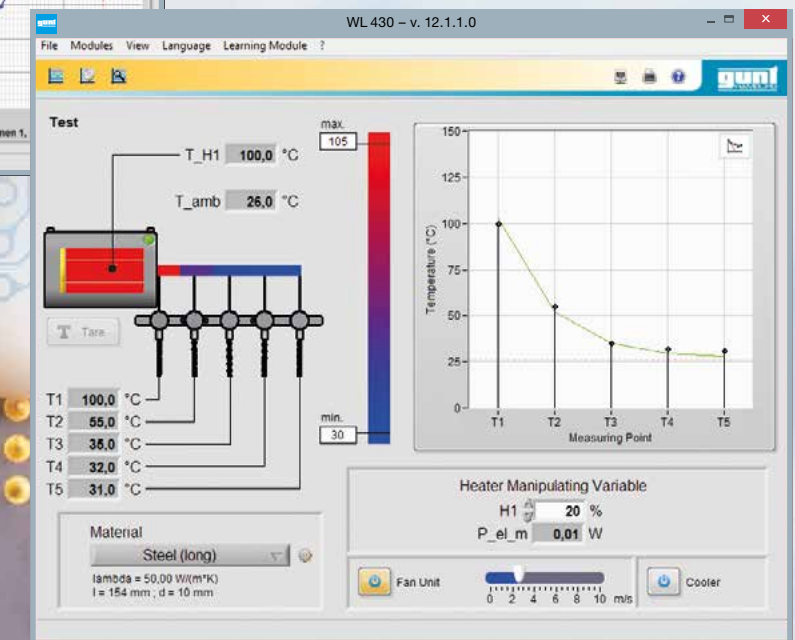 gunt
WL 430 – v. 12.1.1.0
File Modules View Language Learning Module ?
gunt
nen 1,
Test
T_H1 100,0 °C
T_amb 26,0 °C
max.
105
min.
30
Tare
T1 100,0 °C
T2 55,0 °C
T3 35,0 °C
T4 32,0 °C
T5 31,0 °C
Material
Steel (long)
lambda = 50,00 W/(m*K)
l = 154 mm ; d = 10 mm
Temperature (°C)
150
125
100
75
50
25
0
T1 T2 T3 T4 T5
Measuring Point
Heater Manipulating Variable
H1 20 %
P_el_m 0,01 W
Fan Unit
0 2 4 6 8 10 m/s
Cooler